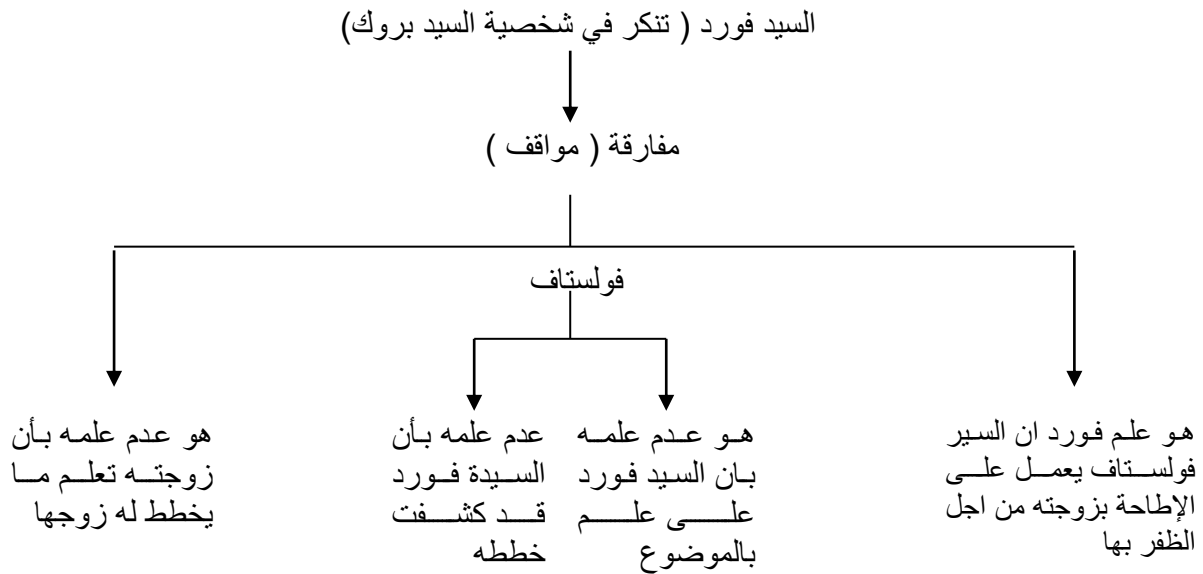 السيد فورد ( تنكر في شخصية السيد بروك)
مفارقة ( مواقف )
فولستاف
هو علم فورد ان السير
فولستاف يعمل على
الإطاحة بزوجته من اجل
الظفر بها
هو عدم علمه
بان السيد فورد
على علم
بالموضوع
عدم علمه بأن
السيدة فورد
قد كشفت
خططه
هو عدم علمه بأن
زوجته تعلم ما
يخطط له زوجها